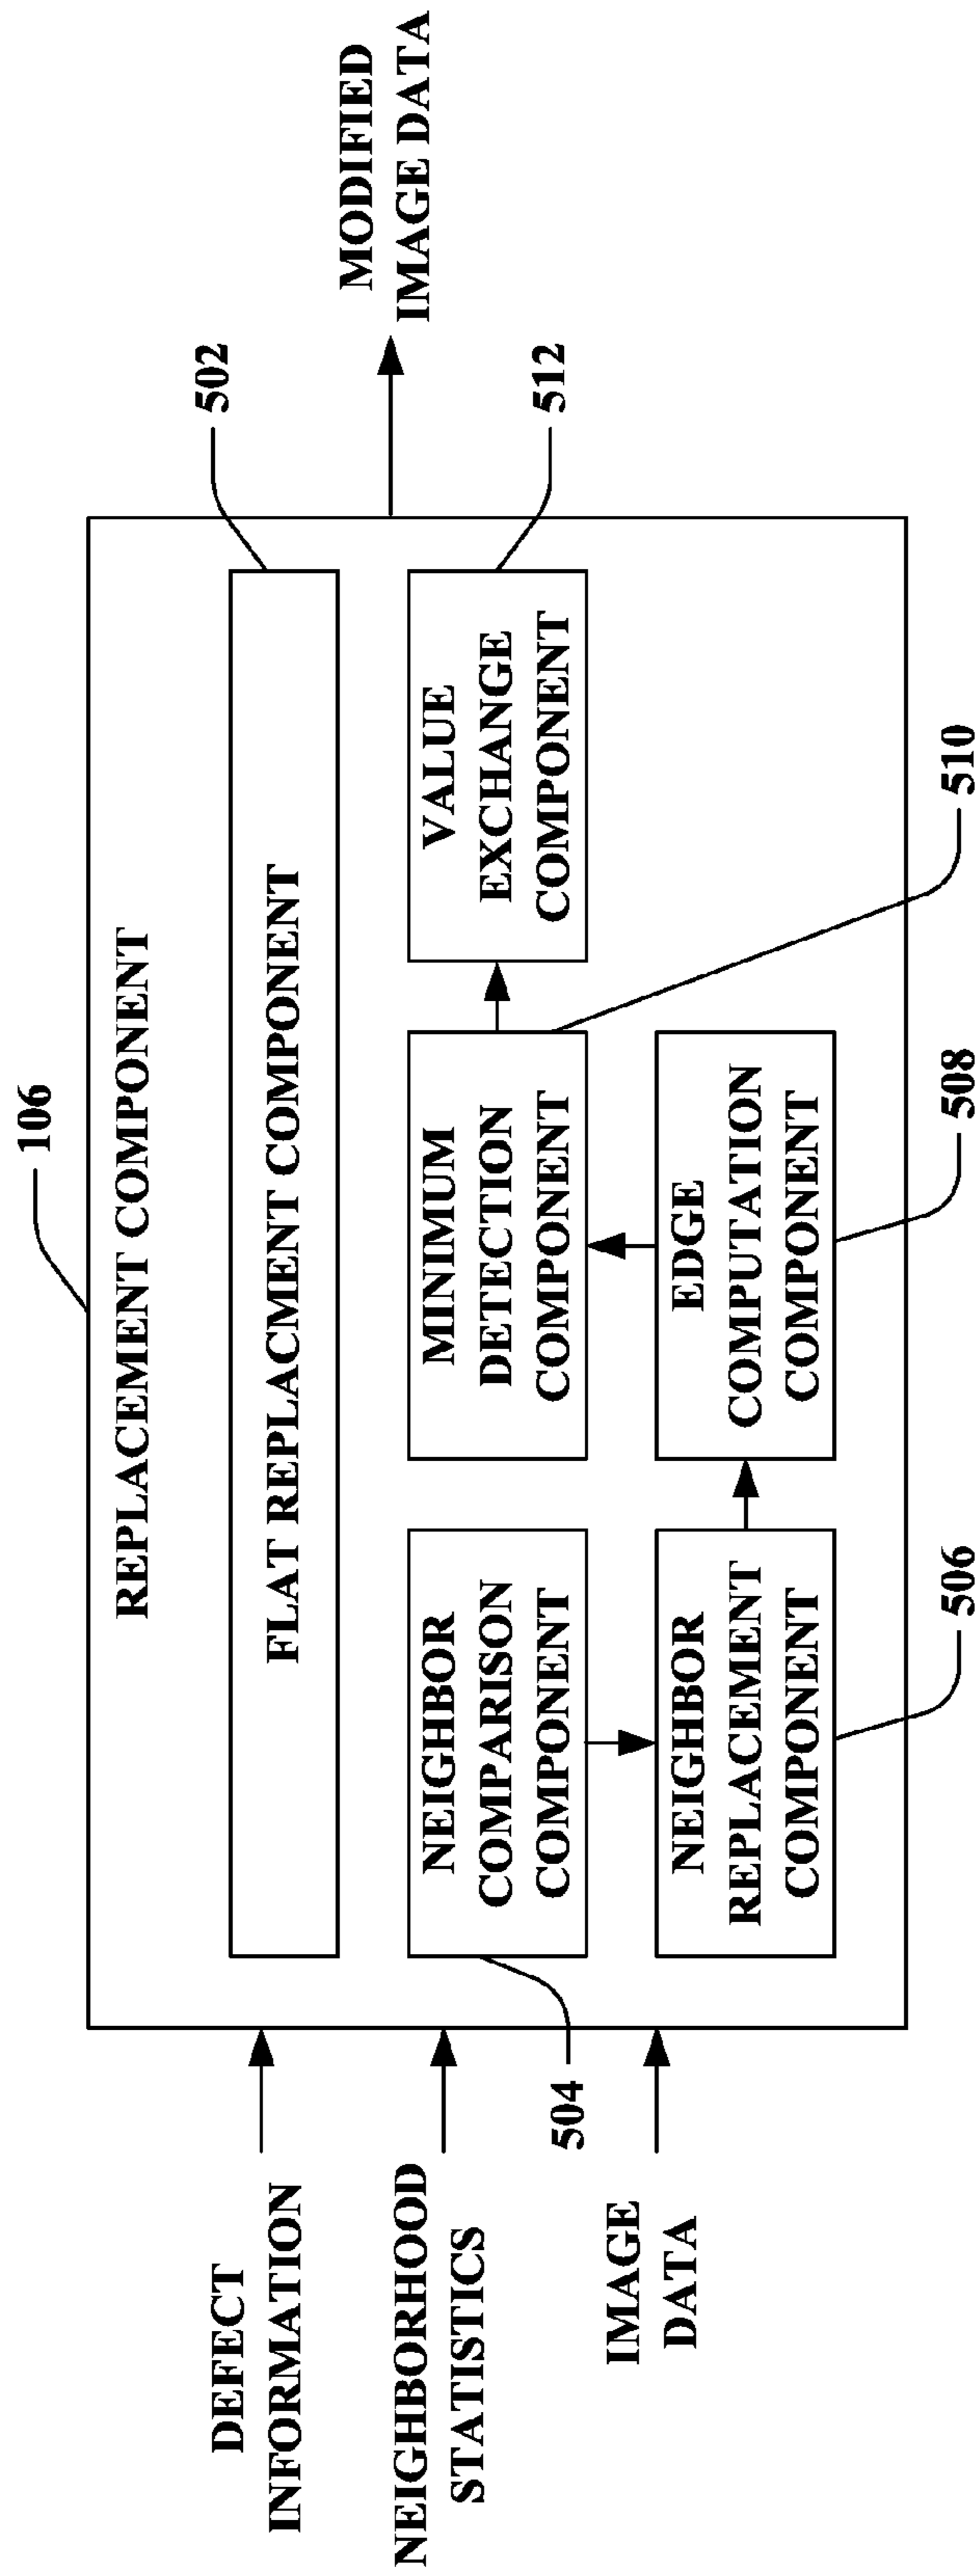 106
REPLACEMENT COMPONENT
DEFECT
INFORMATION
NEIGHBORHOOD
STATISTICS
IMAGE
DATA
FLAT REPLACMENT COMPONENT
502
NEIGHBOR
COMPARISON
COMPONENT
504
MINIMUM
DETECTION
COMPONENT
VALUE
EXCHANGE
COMPONENT
512
MODIFIED
IMAGE DATA
NEIGHBOR
REPLACEMENT
COMPONENT
EDGE
COMPUTATION
COMPONENT
506
508
510